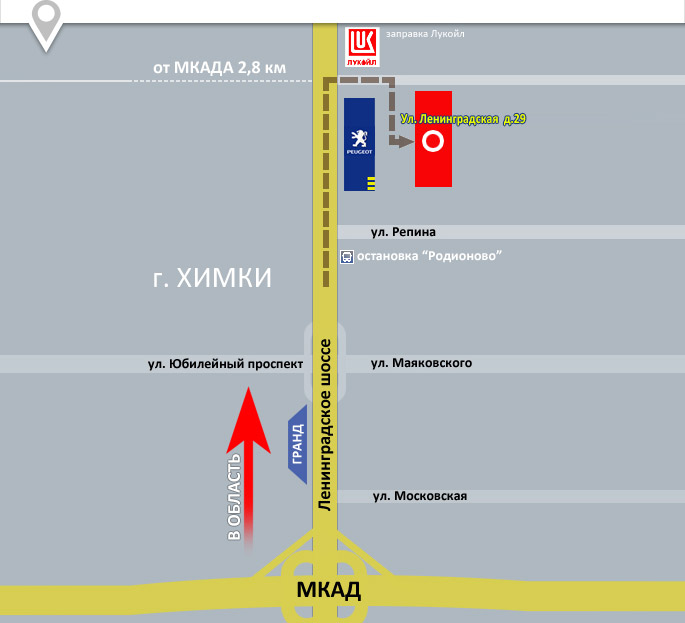 заправка Лукойл
ЛУКОЙЛ
от МКАДА 2,8 км
Ул. Ленинградская д.29
PEUGEOT
ул. Репина
остановка “Родионово”
г. ХИМКИ
ул. Юбилейный проспект
ул. Маяковского
Ленинградское шоссе
ГРАНД
В ОБЛАСТЬ
ул. Московская
МКАД